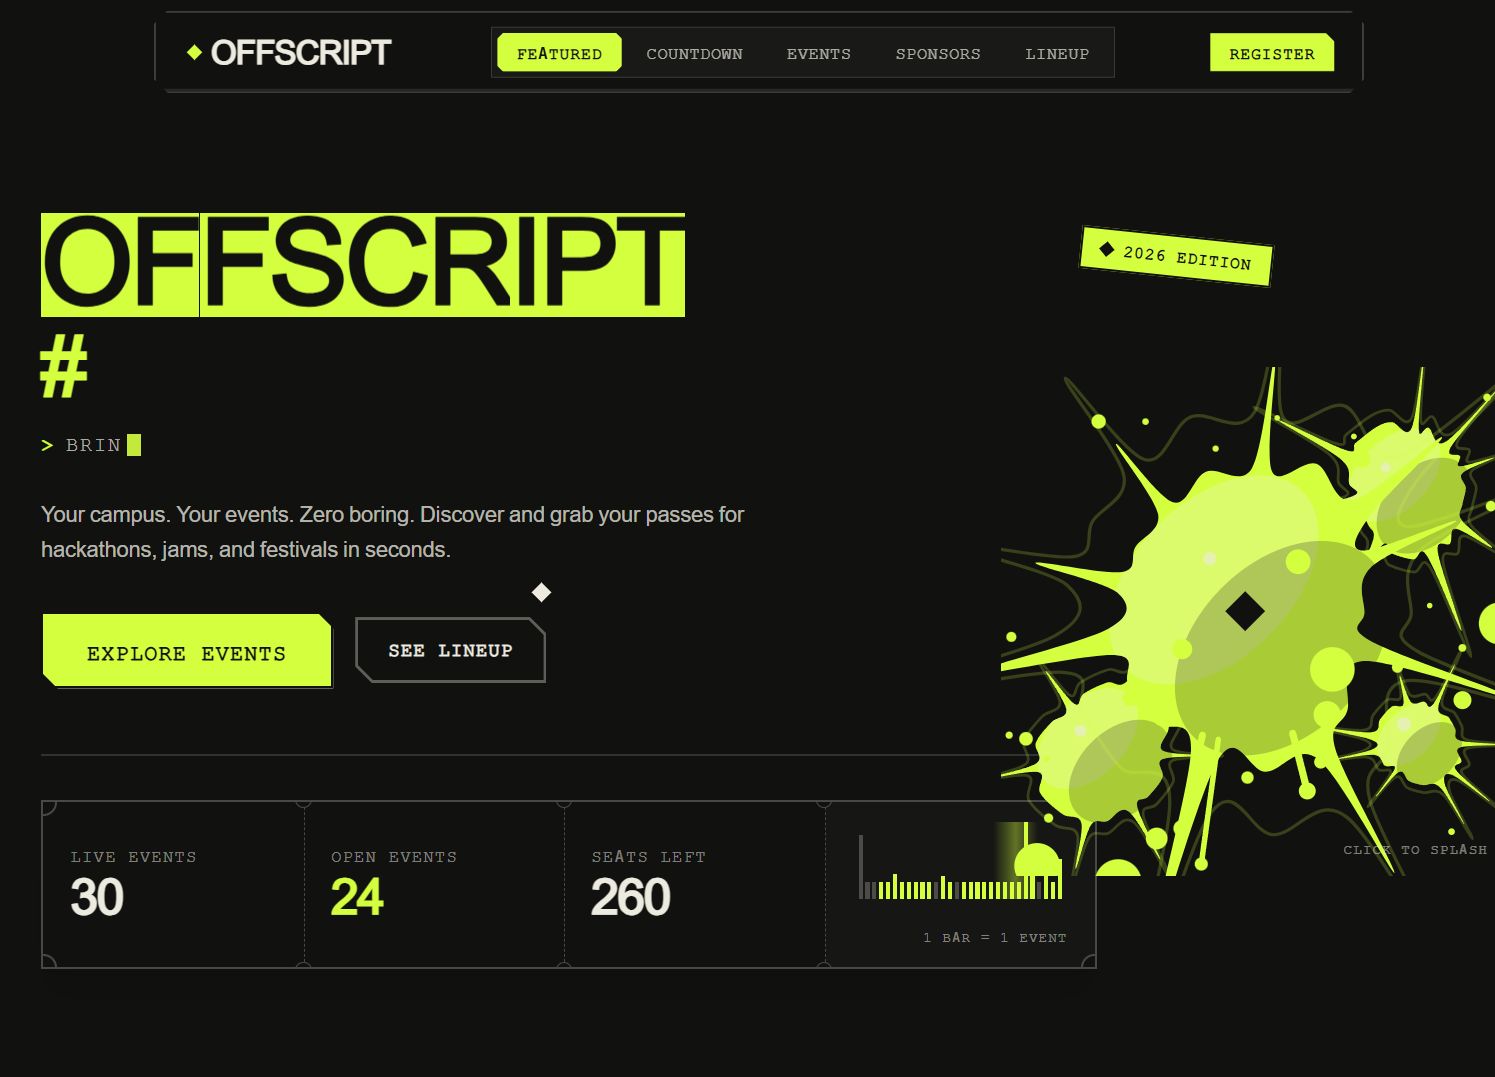 OFFSCRIPT
FEATURED
COUNTDOWN
EVENTS
SPONSORS
LINEUP
REGISTER
OFFSCRIPT
#
2026 EDITION
> BRIN
Your campus. Your events. Zero boring. Discover and grab your passes for
hackathons, jams, and festivals in seconds.
EXPLORE EVENTS
SEE LINEUP
CLICK TO SPLASH
LIVE EVENTS
30
OPEN EVENTS
24
SEATS LEFT
260
1 BAR = 1 EVENT